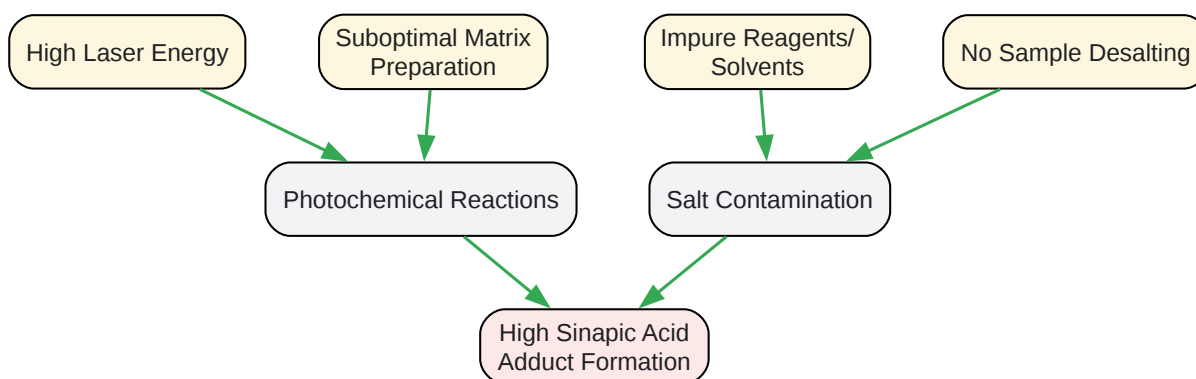 High Laser Energy
Suboptimal Matrix
Preparation
Impure Reagents/
Solvents
No Sample Desalting
Photochemical Reactions
Salt Contamination
High Sinapic Acid
Adduct Formation